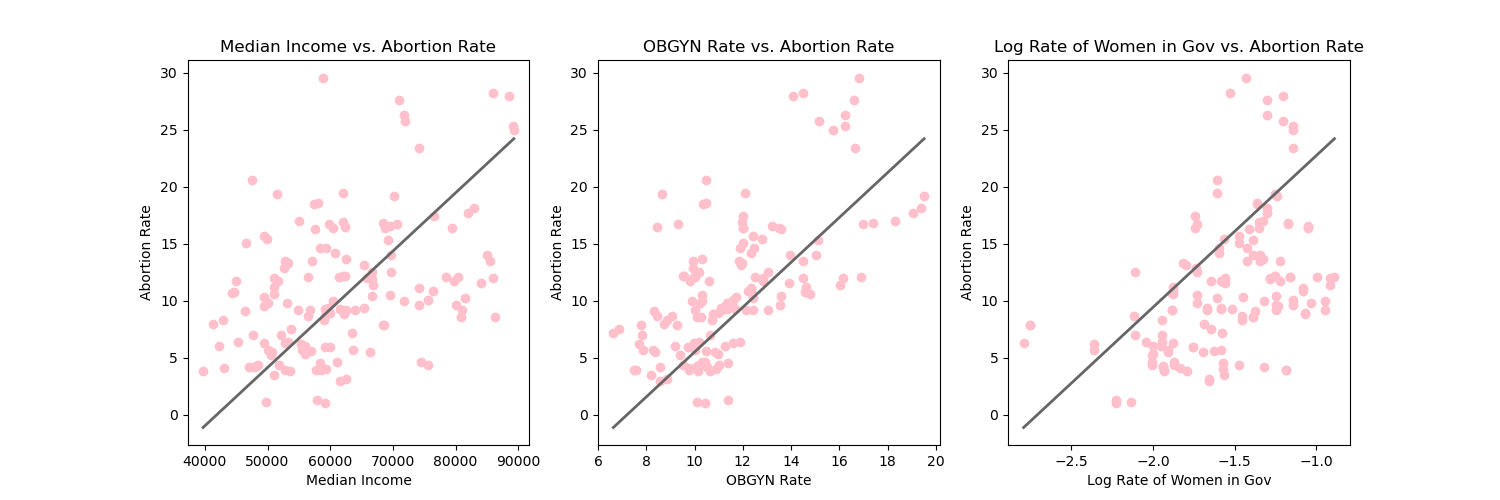 Median Income vs. Abortion Rate
30
25
20
15
10
5
0
Abortion Rate
40000 50000 60000 70000 80000 90000
Median Income
OBGYN Rate vs. Abortion Rate
30
25
20
15
10
5
0
Abortion Rate
6 8 10 12 14 16 18 20
OBGYN Rate
Log Rate of Women in Gov vs. Abortion Rate
30
25
20
15
10
5
0
Abortion Rate
−2.5 −2.0 −1.5 −1.0
Log Rate of Women in Gov